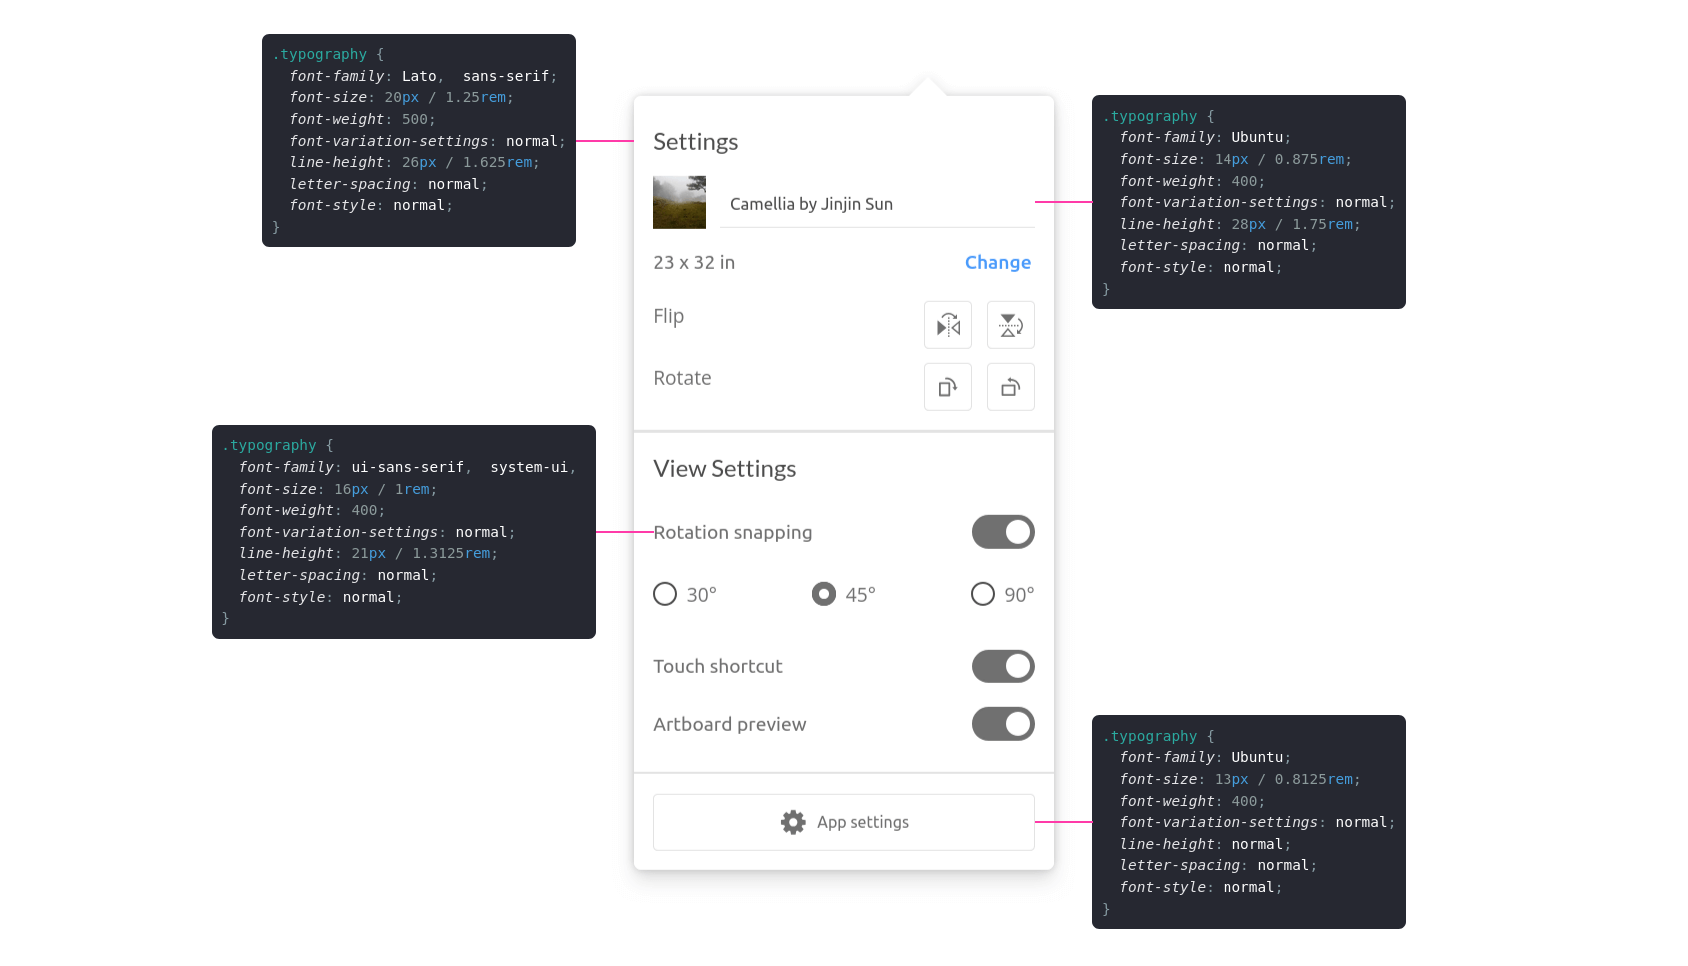 .typography {
font-family: Lato, sans-serif;
font-size: 20px / 1.25rem;
font-weight: 500;
font-variation-settings: normal;
line-height: 26px / 1.625rem;
letter-spacing: normal;
font-style: normal;
}
.typography {
font-family: Ubuntu;
font-size: 14px / 0.875rem;
font-weight: 400;
font-variation-settings: normal;
line-height: 28px / 1.75rem;
letter-spacing: normal;
font-style: normal;
}
Settings
Camellia by Jinjin Sun
23 x 32 in Change
Flip
Rotate
.typography {
font-family: ui-sans-serif, system-ui,
font-size: 16px / 1rem;
font-weight: 400;
font-variation-settings: normal;
line-height: 21px / 1.3125rem;
letter-spacing: normal;
font-style: normal;
}
View Settings
Rotation snapping
30° 45° 90°
Touch shortcut
Artboard preview
App settings
.typography {
font-family: Ubuntu;
font-size: 13px / 0.8125rem;
font-weight: 400;
font-variation-settings: normal;
line-height: normal;
letter-spacing: normal;
font-style: normal;
}